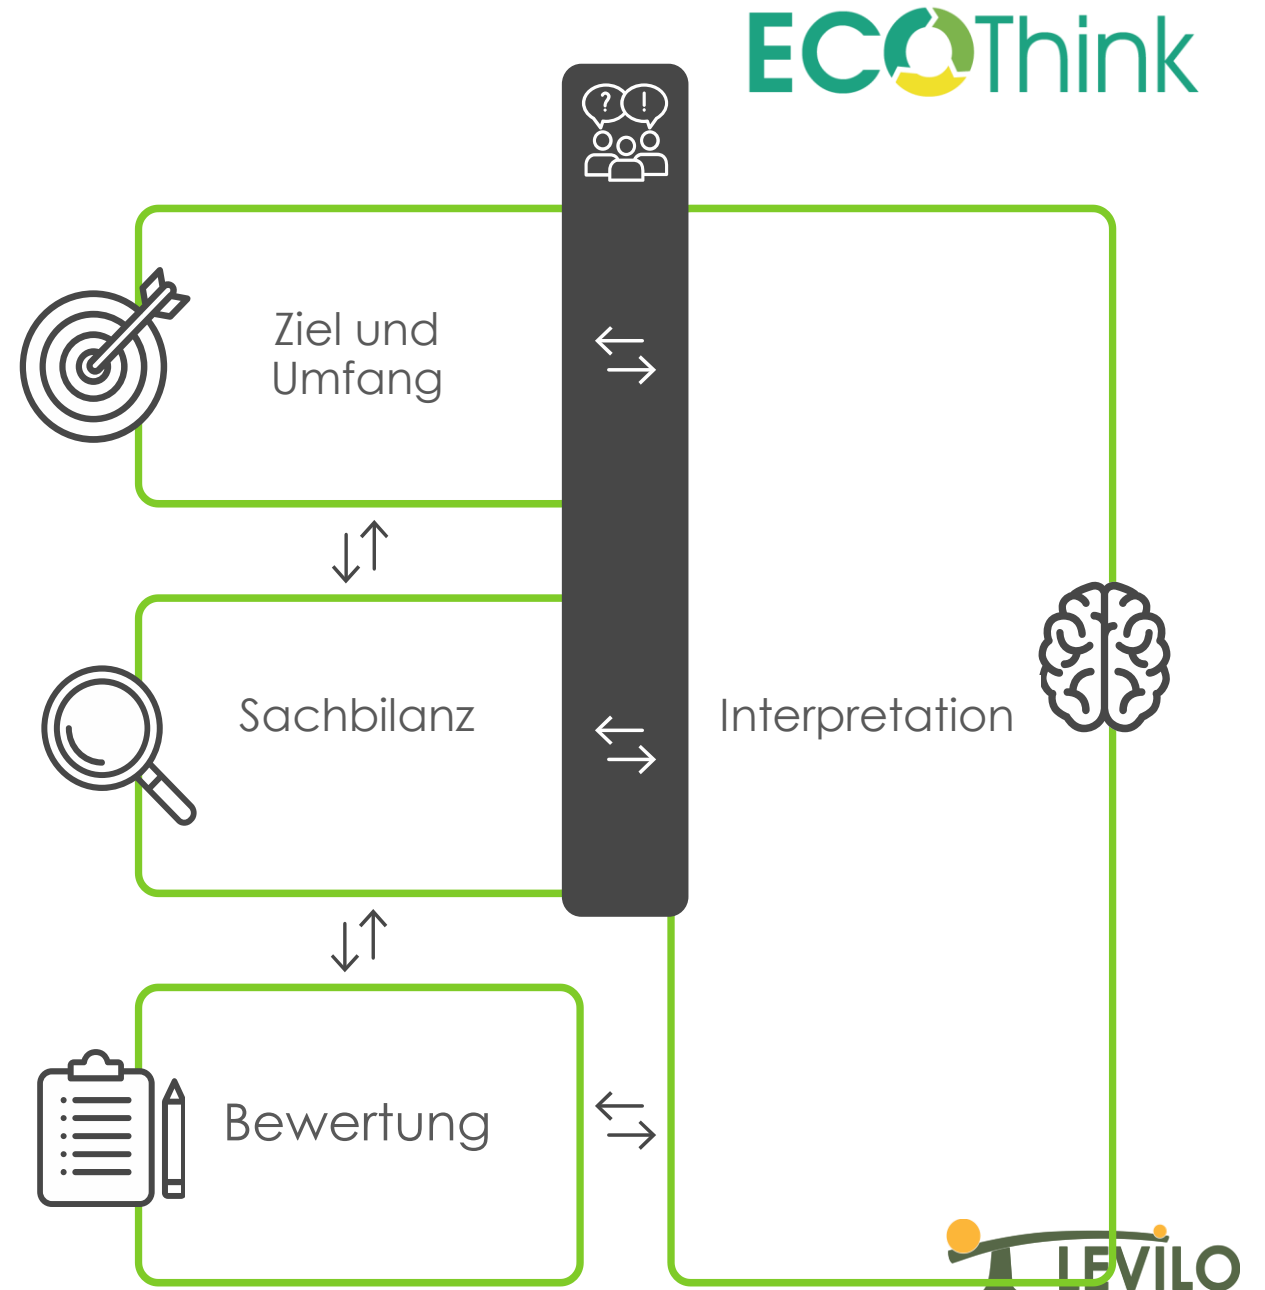 ECOThink
? !
Ziel und
Umfang
Sachbilanz
Interpretation
Bewertung
LEVILO